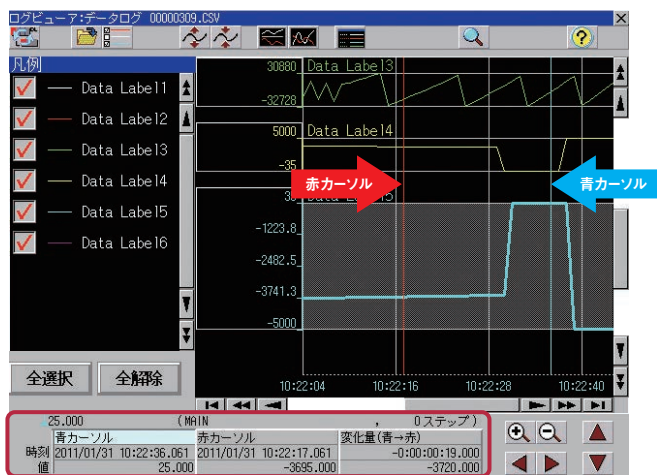 ログビューア:データログ 00000309.CSV
凡例
Data Label1
Data Label2
Data Label3
Data Label4
Data Label5
Data Label6
全選択 全解除
30880 Data Label3
-32728
5000 Data Label4
-35
赤カーソル
青カーソル
-1223.8
-2482.5
-3741.3
-5000
10:22:04 10:22:16 10:22:28 10:22:40
25.000 (MAIN , 0ステップ)
青カーソル 赤カーソル 変化量(青→赤)
時刻 2011/01/31 10:22:36.061 2011/01/31 10:22:17.061 -0:00:00:19.000
値 25.000 -3695.000 -3720.000